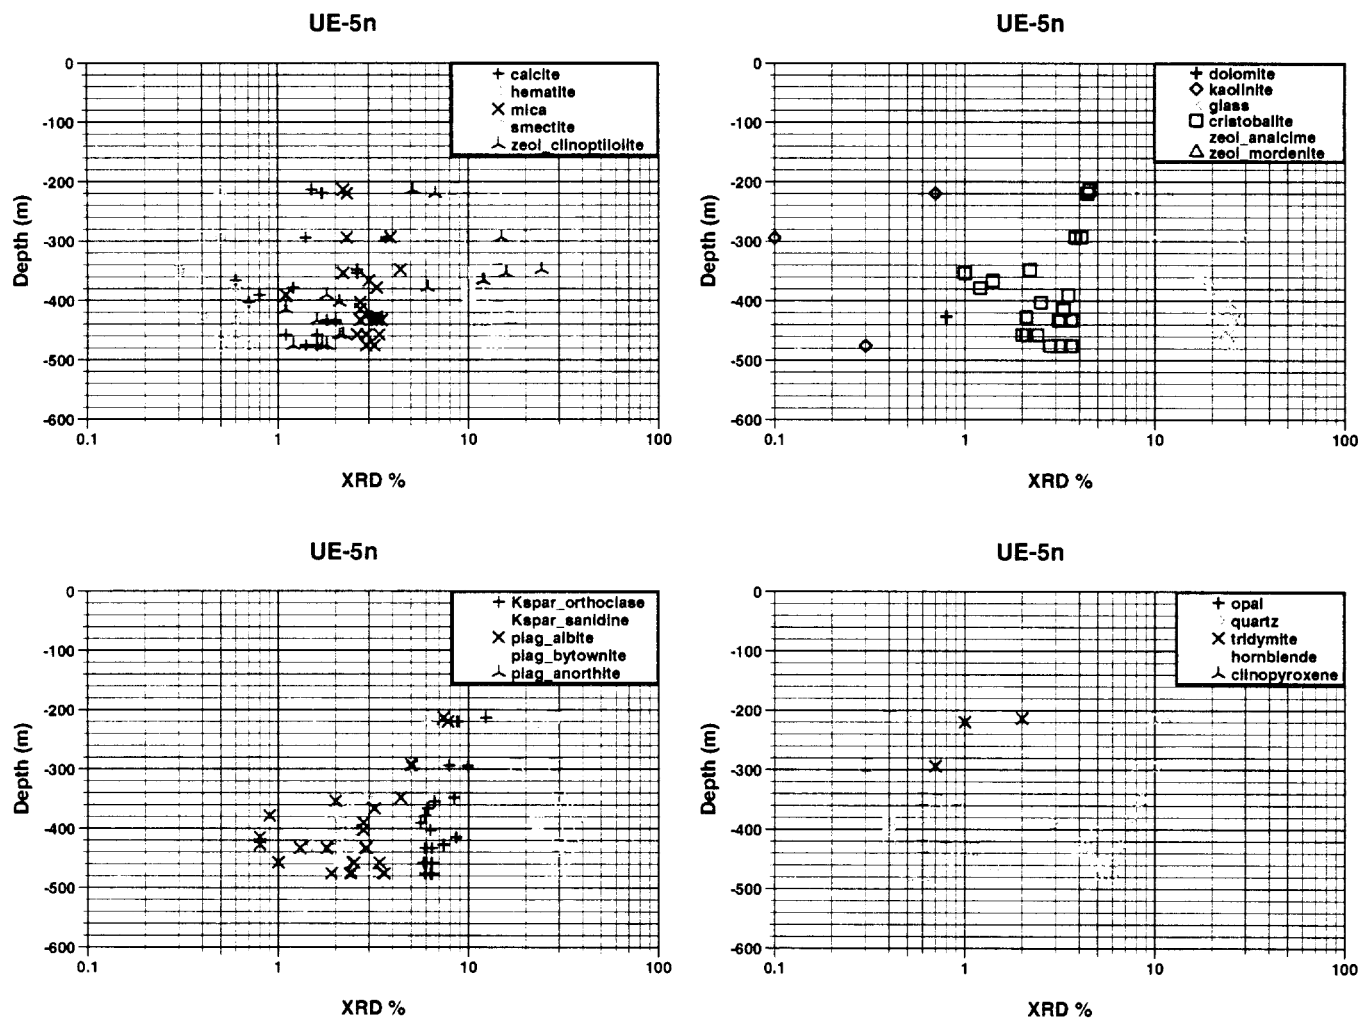 UE-5n
0
-100
-200
-300
-400
-500
-600
Depth (m)
0.1
1
10
100
XRD %
calcite
hematite
mica
smectite
zeol_clinoptilolite
UE-5n
0
-100
-200
-300
-400
-500
-600
Depth (m)
0.1
1
10
100
XRD %
dolomite
kaolinite
glass
cristobalite
zeol_analcime
zeol_mordenite
UE-5n
0
-100
-200
-300
-400
-500
-600
Depth (m)
0.1
1
10
100
XRD %
Kspar_orthoclase
Kspar_sanidine
plag_albite
plag_bytownite
plag_anorthite
UE-5n
0
-100
-200
-300
-400
-500
-600
Depth (m)
0.1
1
10
100
XRD %
opal
quartz
tridymite
hornblende
clinopyroxene